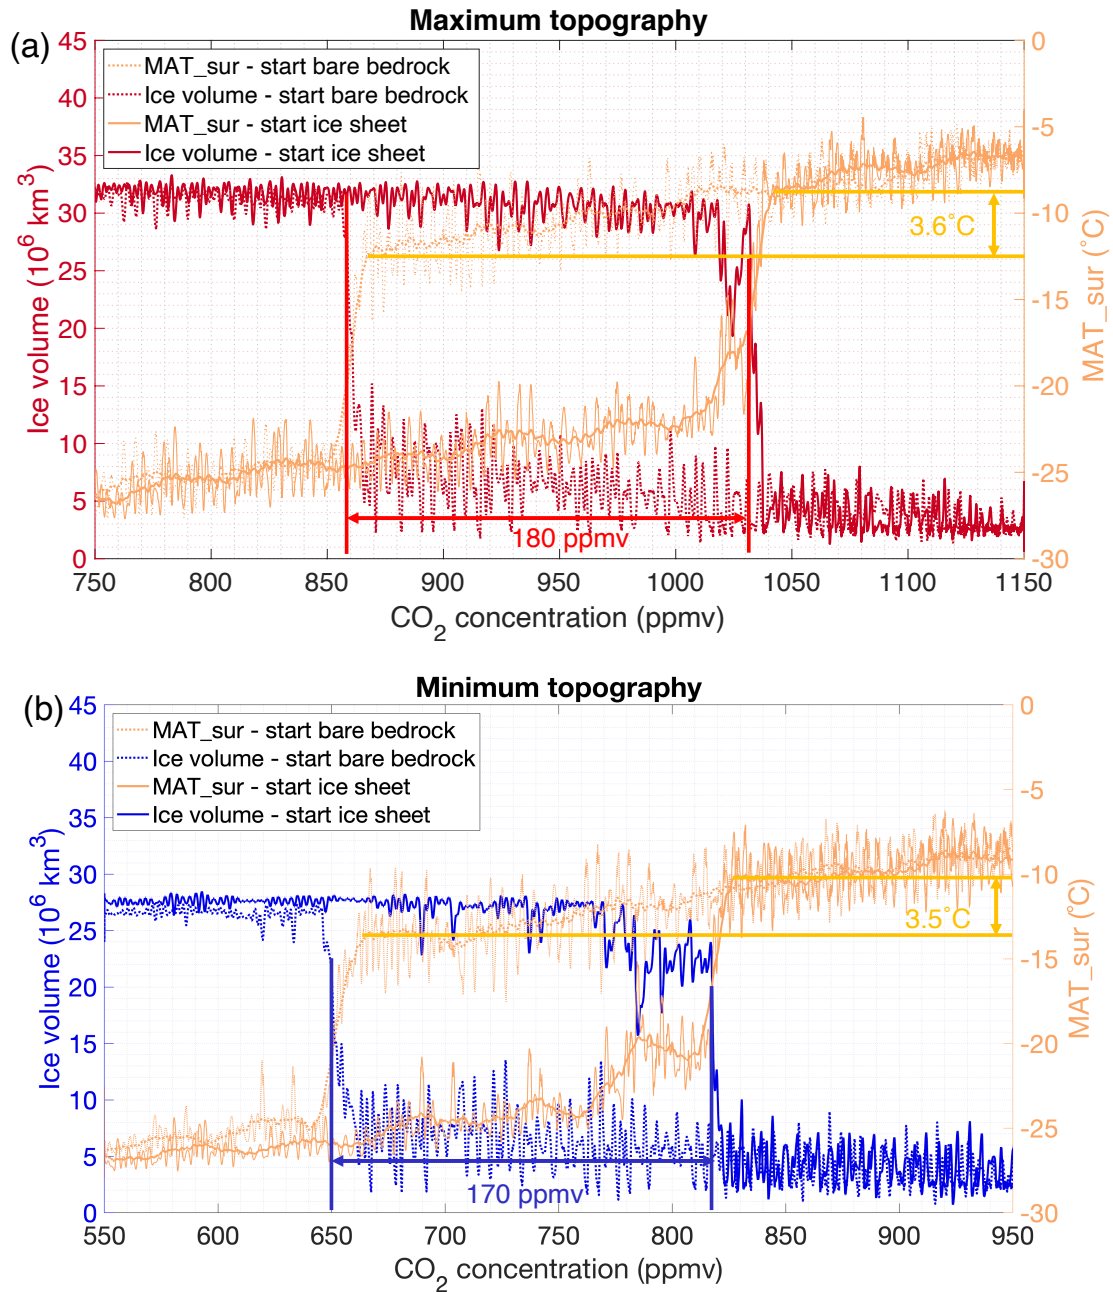 Maximum topography
(a)
45
40
35
30
25
20
15
10
5
0
Ice volume (10⁶ km³)
MAT_sur - start bare bedrock
Ice volume - start bare bedrock
MAT_sur - start ice sheet
Ice volume - start ice sheet
3.6°C
180 ppmv
0
-5
-10
-15
-20
-25
-30
MAT_sur (°C)
750 800 850 900 950 1000 1050 1100 1150
CO₂ concentration (ppmv)
Minimum topography
(b)
45
40
35
30
25
20
15
10
5
0
Ice volume (10⁶ km³)
MAT_sur - start bare bedrock
Ice volume - start bare bedrock
MAT_sur - start ice sheet
Ice volume - start ice sheet
3.5°C
170 ppmv
0
-5
-10
-15
-20
-25
-30
MAT_sur (°C)
550 600 650 700 750 800 850 900 950
CO₂ concentration (ppmv)